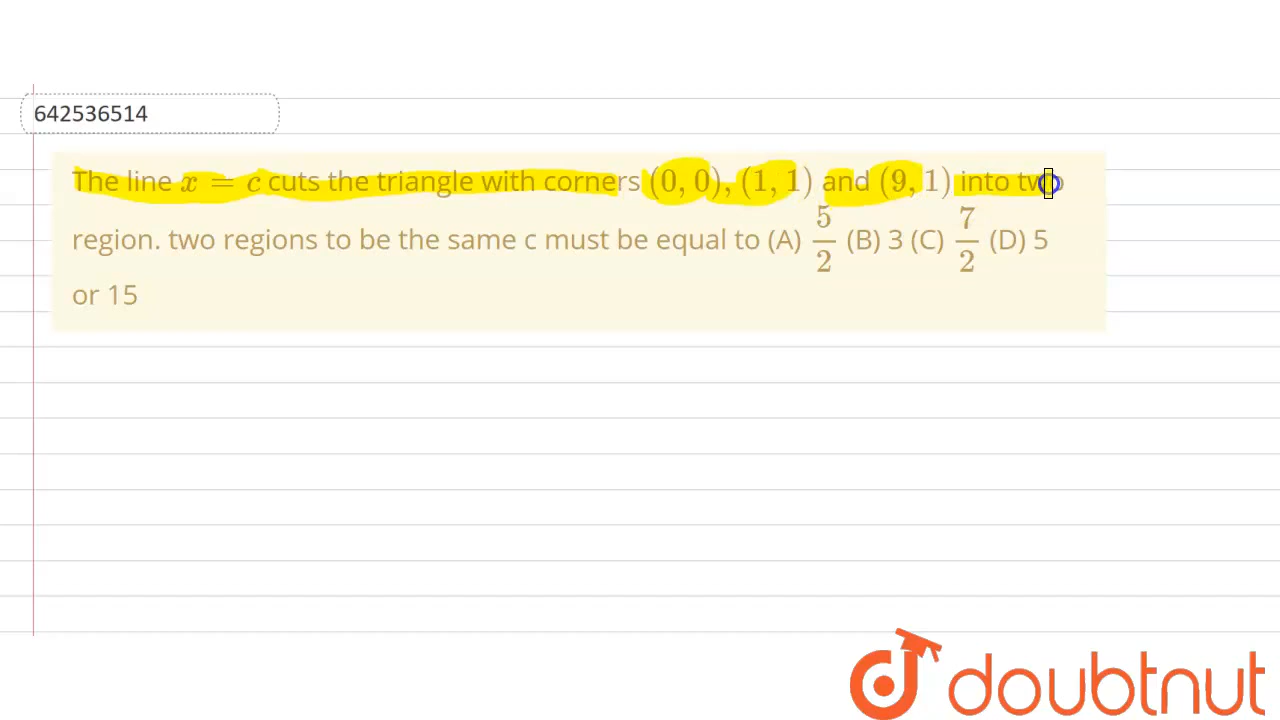 642536514
The line x = c cuts the triangle with corners (0, 0), (1, 1) and (9, 1) into two
region. two regions to be the same c must be equal to (A) 5/2 (B) 3 (C) 7/2 (D) 5
or 15
doubtnut